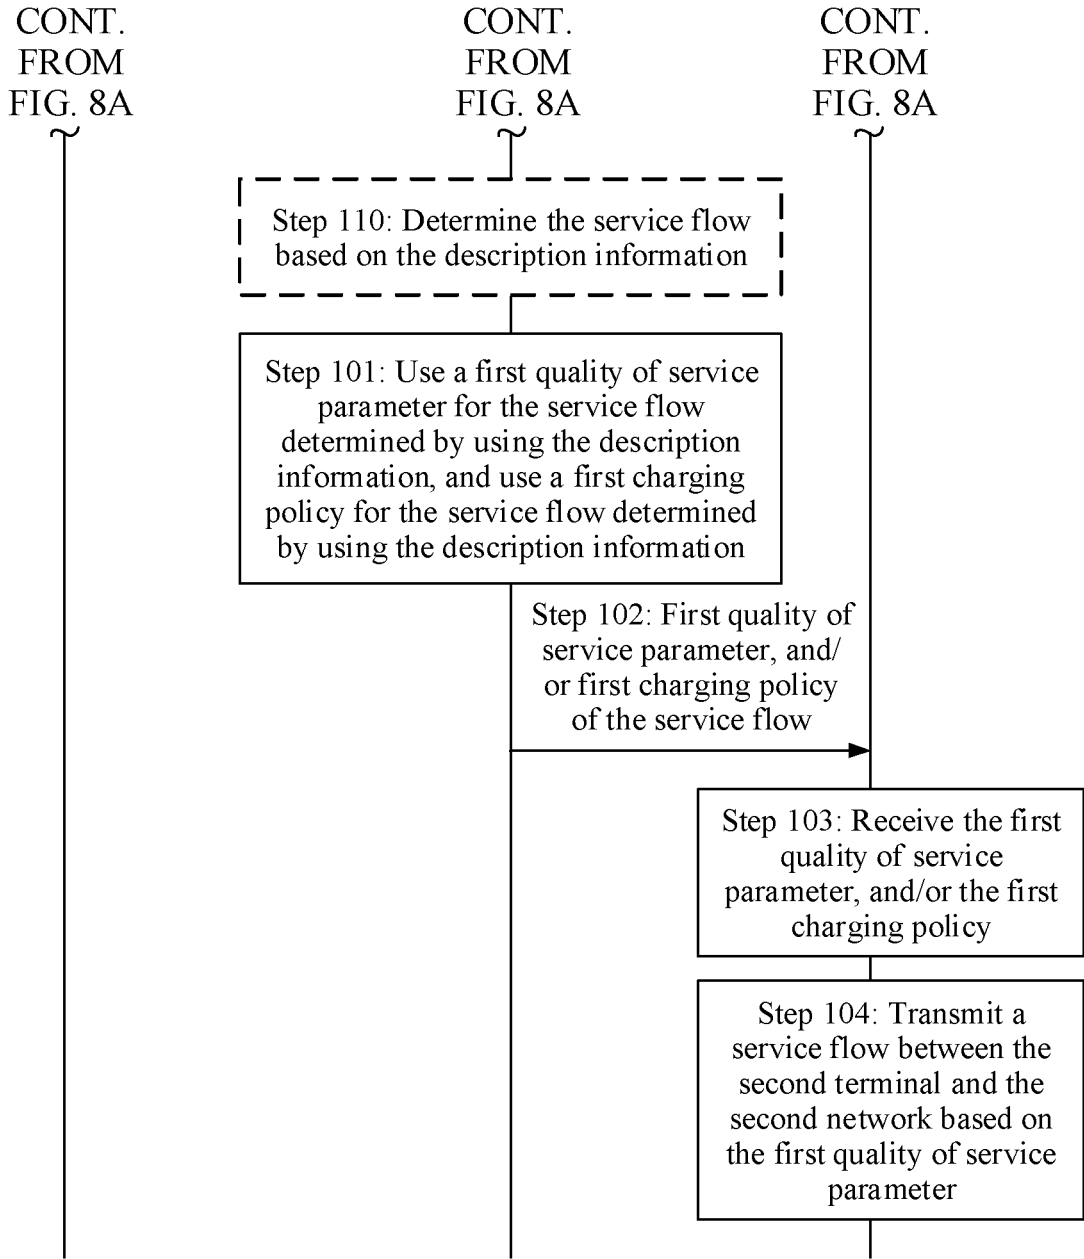 CONT.
FROM
FIG. 8A
CONT.
FROM
FIG. 8A
CONT.
FROM
FIG. 8A
Step 110: Determine the service flow
based on the description information
Step 101: Use a first quality of service
parameter for the service flow
determined by using the description
information, and use a first charging
policy for the service flow determined
by using the description information
Step 102: First quality of
service parameter, and/
or first charging policy
of the service flow
Step 103: Receive the first
quality of service
parameter, and/or the first
charging policy
Step 104: Transmit a
service flow between the
second terminal and the
second network based on
the first quality of service
parameter